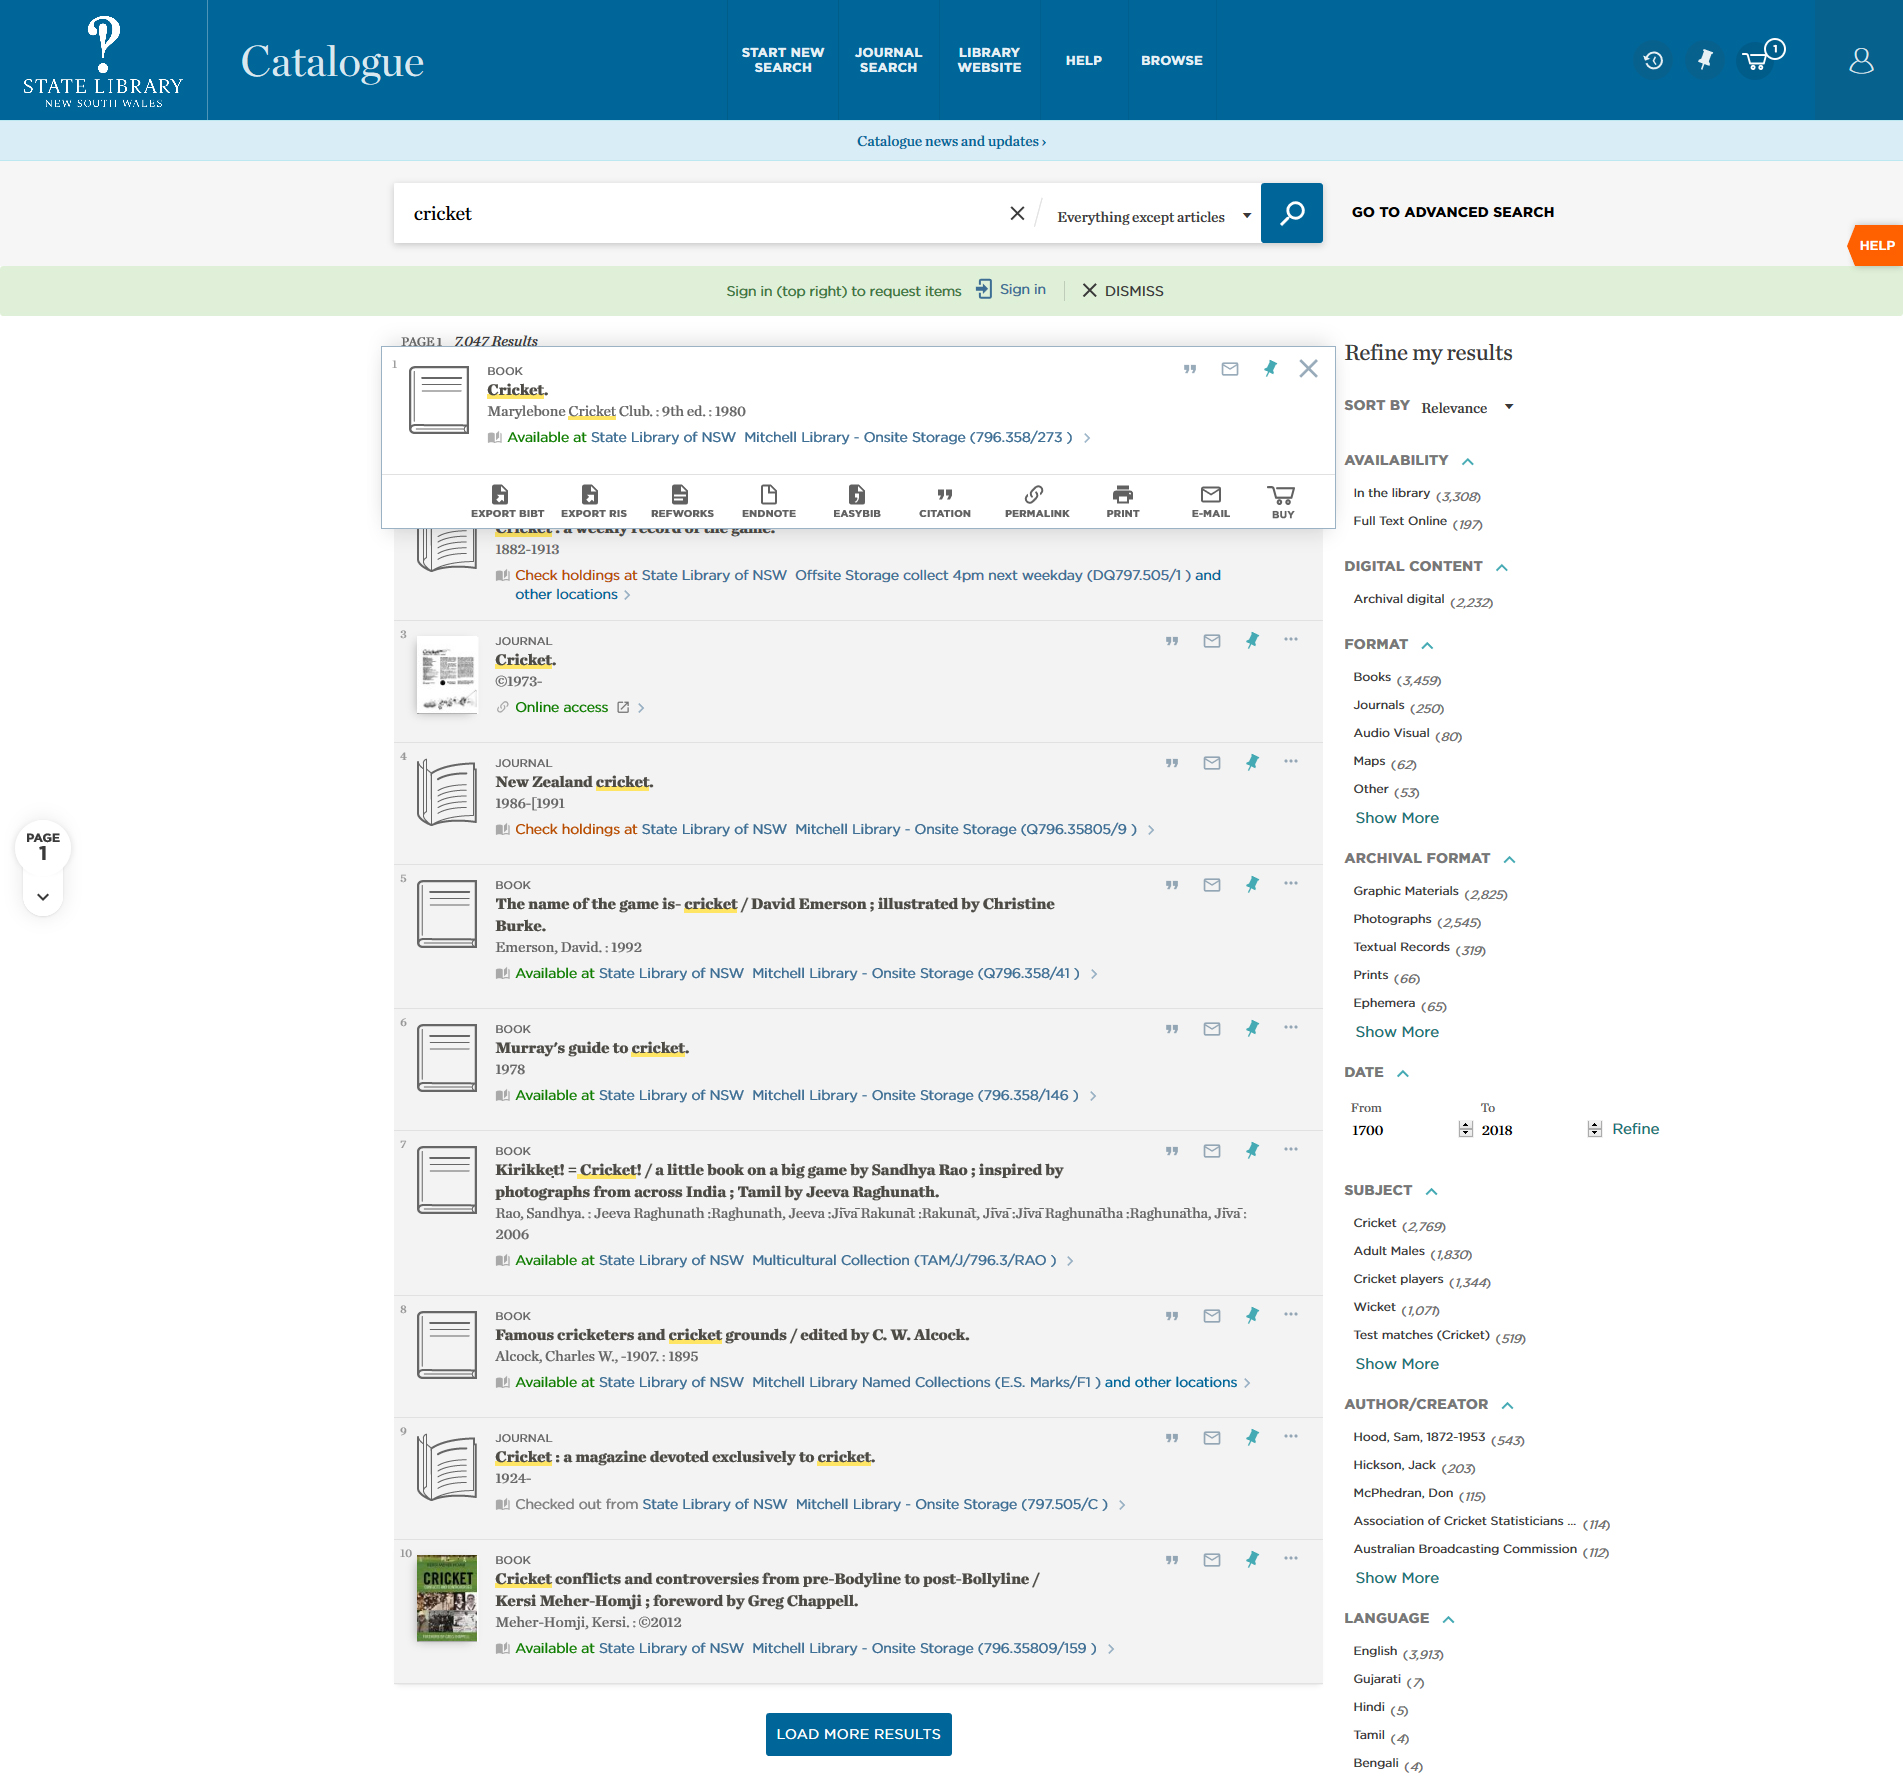 STATE LIBRARY
NEW SOUTH WALES
Catalogue
START NEW SEARCH
JOURNAL SEARCH
LIBRARY WEBSITE
HELP
BROWSE
1
Catalogue news and updates ›
cricket
Everything except articles
GO TO ADVANCED SEARCH
HELP
Sign in (top right) to request items
Sign in
DISMISS
PAGE 1 7,047 Results
1
BOOK
Cricket.
Marylebone Cricket Club. : 9th ed. : 1980
Available at State Library of NSW Mitchell Library - Onsite Storage (796.358/273 )
EXPORT BIBT
EXPORT RIS
REFWORKS
ENDNOTE
EASYBIB
CITATION
PERMALINK
PRINT
E-MAIL
BUY
Cricket : a weekly record of the game.
1882-1913
Check holdings at State Library of NSW Offsite Storage collect 4pm next weekday (DQ797.505/1 ) and
other locations
3
JOURNAL
Cricket.
©1973-
Online access
4
JOURNAL
New Zealand cricket.
1986-[1991
Check holdings at State Library of NSW Mitchell Library - Onsite Storage (Q796.35805/9 )
5
BOOK
The name of the game is- cricket / David Emerson ; illustrated by Christine
Burke.
Emerson, David. : 1992
Available at State Library of NSW Mitchell Library - Onsite Storage (Q796.358/41 )
6
BOOK
Murray's guide to cricket.
1978
Available at State Library of NSW Mitchell Library - Onsite Storage (796.358/146 )
7
BOOK
Kirikkeṭ! = Cricket! / a little book on a big game by Sandhya Rao ; inspired by
photographs from across India ; Tamil by Jeeva Raghunath.
Rao, Sandhya. : Jeeva Raghunath :Raghunath, Jeeva :Jīvā Rakunāt :Rakunāt, Jīvā :Jīvā Raghunātha :Raghunātha, Jīvā :
2006
Available at State Library of NSW Multicultural Collection (TAM/J/796.3/RAO )
8
BOOK
Famous cricketers and cricket grounds / edited by C. W. Alcock.
Alcock, Charles W., -1907. : 1895
Available at State Library of NSW Mitchell Library Named Collections (E.S. Marks/F1 ) and other locations
9
JOURNAL
Cricket : a magazine devoted exclusively to cricket.
1924-
Checked out from State Library of NSW Mitchell Library - Onsite Storage (797.505/C )
10
CRICKET
BOOK
Cricket conflicts and controversies from pre-Bodyline to post-Bollyline /
Kersi Meher-Homji ; foreword by Greg Chappell.
Meher-Homji, Kersi. : ©2012
Available at State Library of NSW Mitchell Library - Onsite Storage (796.35809/159 )
LOAD MORE RESULTS
PAGE
1
Refine my results
SORT BY Relevance
AVAILABILITY
In the library (3,308)
Full Text Online (197)
DIGITAL CONTENT
Archival digital (2,232)
FORMAT
Books (3,459)
Journals (250)
Audio Visual (80)
Maps (62)
Other (53)
Show More
ARCHIVAL FORMAT
Graphic Materials (2,825)
Photographs (2,545)
Textual Records (319)
Prints (66)
Ephemera (65)
Show More
DATE
From To
1700 2018 Refine
SUBJECT
Cricket (2,769)
Adult Males (1,830)
Cricket players (1,344)
Wicket (1,071)
Test matches (Cricket) (519)
Show More
AUTHOR/CREATOR
Hood, Sam, 1872-1953 (543)
Hickson, Jack (203)
McPhedran, Don (115)
Association of Cricket Statisticians ... (114)
Australian Broadcasting Commission (112)
Show More
LANGUAGE
English (3,913)
Gujarati (7)
Hindi (5)
Tamil (4)
Bengali (4)